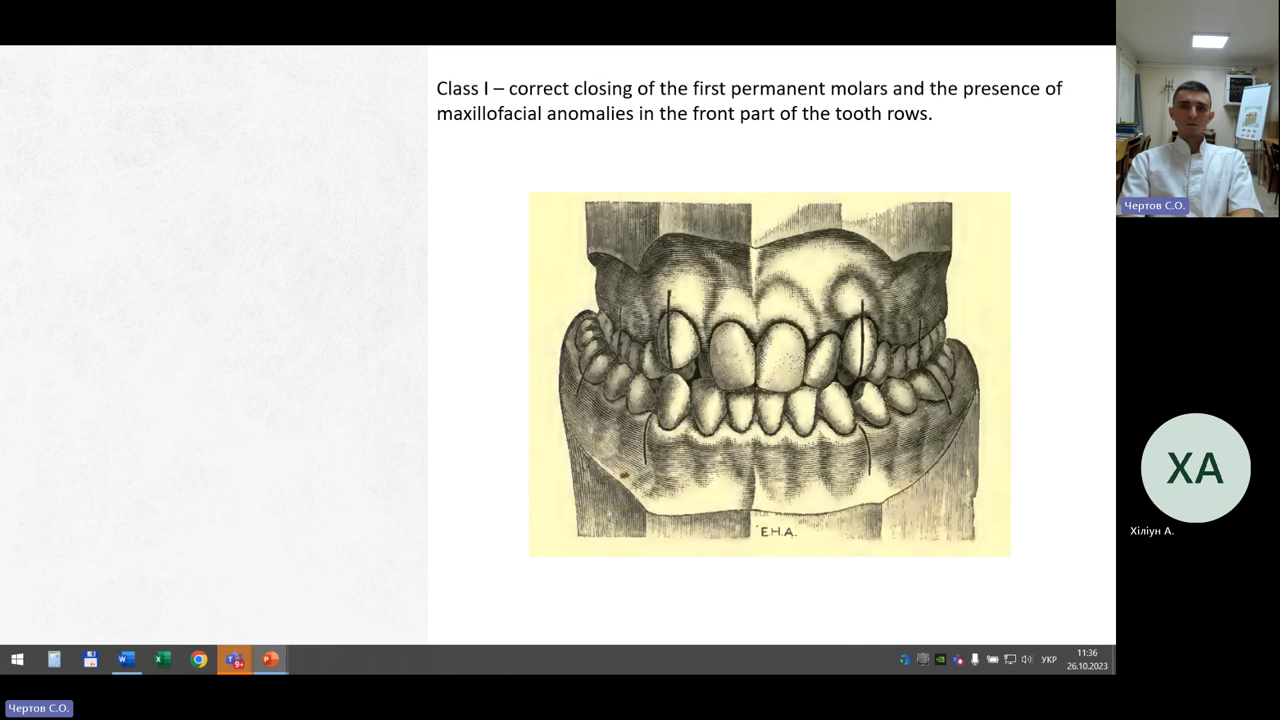 Class I – correct closing of the first permanent molars and the presence of
maxillofacial anomalies in the front part of the tooth rows.
E.H.A.
Чертов С.О.
ХА
Хіліун А.
9+
УКР
11:36
26.10.2023
Чертов С.О.